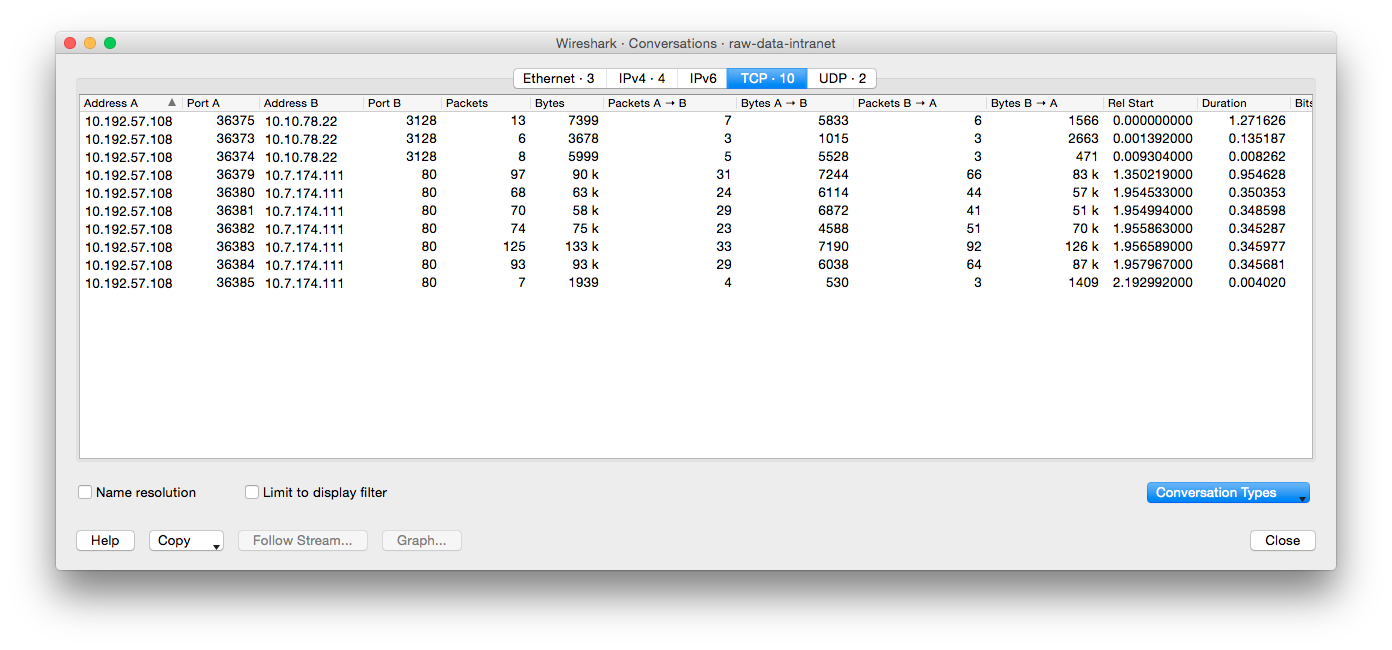 Wireshark · Conversations · raw-data-intranet
Ethernet · 3 IPv4 · 4 IPv6 TCP · 10 UDP · 2
Address A Port A Address B Port B Packets Bytes Packets A → B Bytes A → B Packets B → A Bytes B → A Rel Start Duration Bits
10.192.57.108 36375 10.10.78.22 3128 13 7399 7 5833 6 1566 0.000000000 1.271626
10.192.57.108 36373 10.10.78.22 3128 6 3678 3 1015 3 2663 0.001392000 0.135187
10.192.57.108 36374 10.10.78.22 3128 8 5999 5 5528 3 471 0.009304000 0.008262
10.192.57.108 36379 10.7.174.111 80 97 90 k 31 7244 66 83 k 1.350219000 0.954628
10.192.57.108 36380 10.7.174.111 80 68 63 k 24 6114 44 57 k 1.954533000 0.350353
10.192.57.108 36381 10.7.174.111 80 70 58 k 29 6872 41 51 k 1.954994000 0.348598
10.192.57.108 36382 10.7.174.111 80 74 75 k 23 4588 51 70 k 1.955863000 0.345287
10.192.57.108 36383 10.7.174.111 80 125 133 k 33 7190 92 126 k 1.956589000 0.345977
10.192.57.108 36384 10.7.174.111 80 93 93 k 29 6038 64 87 k 1.957967000 0.345681
10.192.57.108 36385 10.7.174.111 80 7 1939 4 530 3 1409 2.192992000 0.004020
Name resolution Limit to display filter Conversation Types
Help Copy Follow Stream... Graph... Close